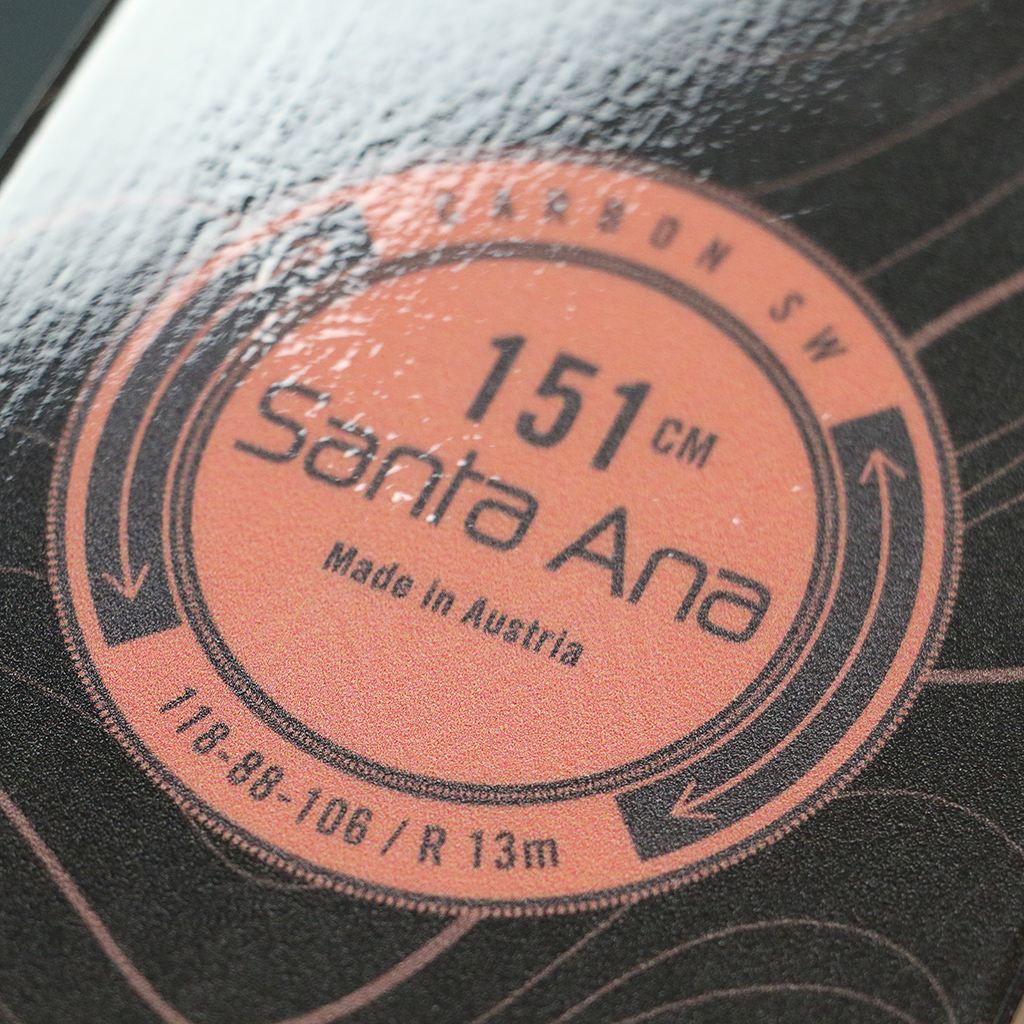 CARBON SW
151 CM
Santa Ana
Made in Austria
118-88-106 / R 13m